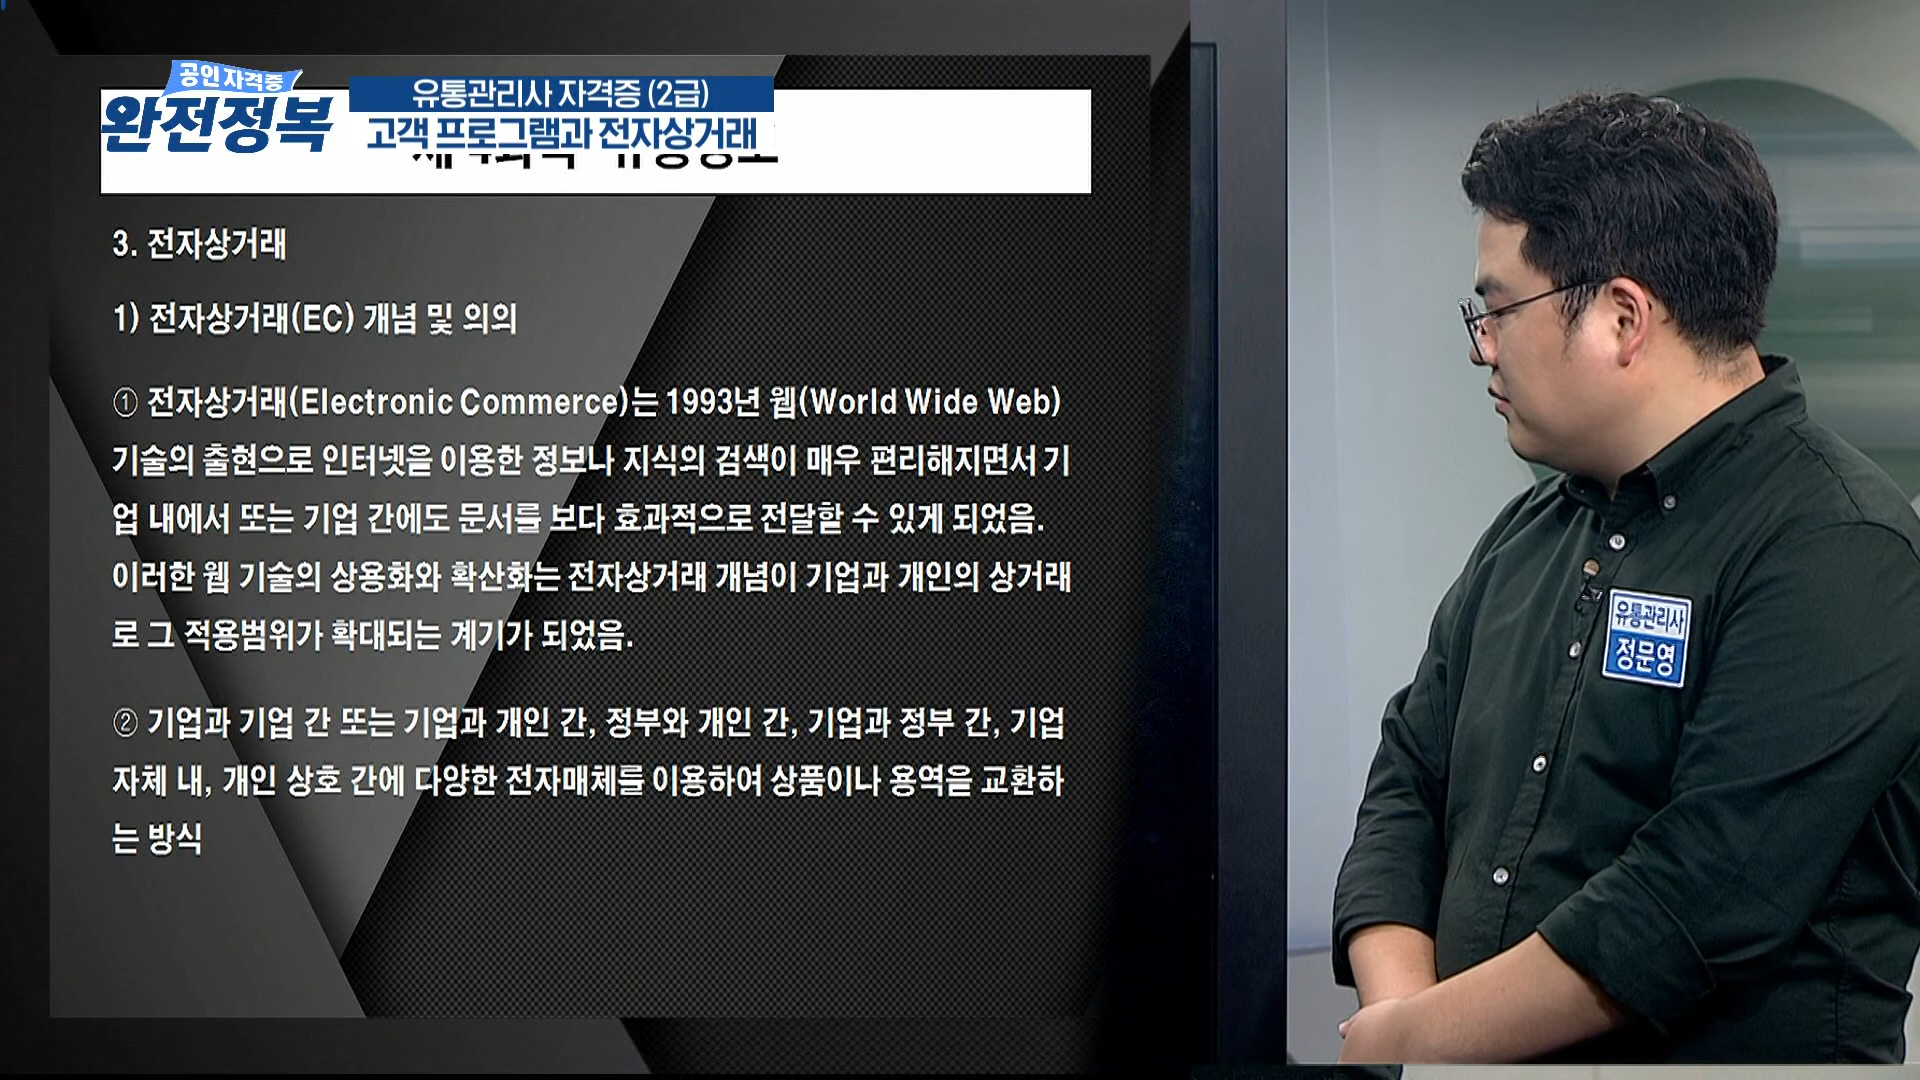 공인 자격증
완전정복
유통관리사 자격증 (2급)
고객 프로그램과 전자상거래
3. 전자상거래
1) 전자상거래(EC) 개념 및 의의
① 전자상거래(Electronic Commerce)는 1993년 웹(World Wide Web)
기술의 출현으로 인터넷을 이용한 정보나 지식의 검색이 매우 편리해지면서 기
업 내에서 또는 기업 간에도 문서를 보다 효과적으로 전달할 수 있게 되었음.
이러한 웹 기술의 상용화와 확산화는 전자상거래 개념이 기업과 개인의 상거래
로 그 적용범위가 확대되는 계기가 되었음.
② 기업과 기업 간 또는 기업과 개인 간, 정부와 개인 간, 기업과 정부 간, 기업
자체 내, 개인 상호 간에 다양한 전자매체를 이용하여 상품이나 용역을 교환하
는 방식
유통관리사
정문영